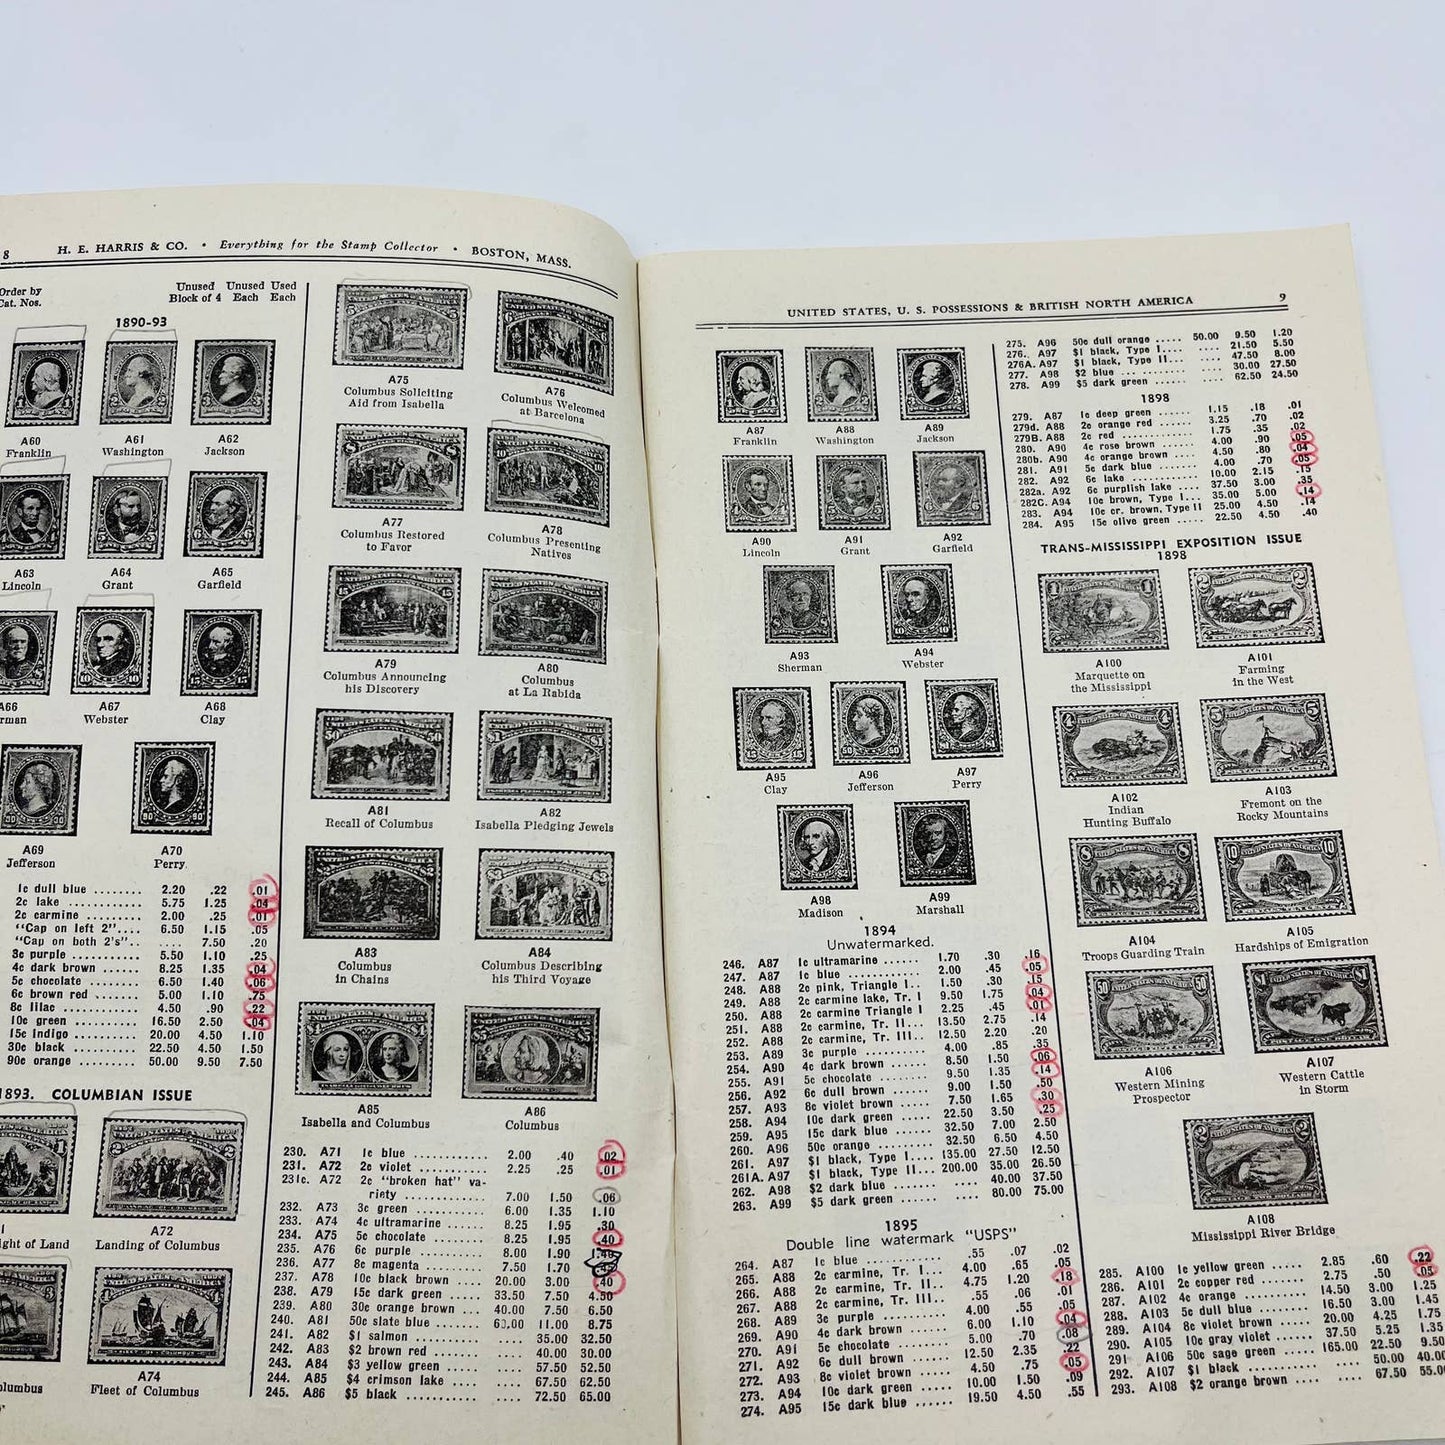 8 H. E. HARRIS & CO. • Everything for the Stamp Collector • BOSTON, MASS.
Order by
Cat. Nos.
Unused Unused Used
Block of 4 Each Each
1890-93
A60
Franklin
A61
Washington
A62
Jackson
A63
Lincoln
A64
Grant
A65
Garfield
A66
A67
Webster
A68
Clay
A69
Jefferson
A70
Perry
1c dull blue ........ 2.20 .22 .01
2c lake ........ 5.75 1.25 .04
2c carmine ........ 2.00 .25 .01
"Cap on left 2".... 6.50 1.15 .05
"Cap on both 2's".. .... 7.50 .20
3c purple ...... 5.50 1.10 .25
4c dark brown ...... 8.25 1.35 .04
5c chocolate ...... 6.50 1.40 .06
6c brown red ...... 5.00 1.10 .75
8c lilac ........ 4.50 .90 .22
10c green ........ 16.50 2.50 .04
15c indigo ........ 20.00 4.50 1.10
30c black ........ 22.50 4.50 1.50
90c orange ...... 50.00 9.50 7.50
1893. COLUMBIAN ISSUE
A72
Landing of Columbus
A74
Fleet of Columbus
A75
Columbus Soliciting
Aid from Isabella
A76
Columbus Welcomed
at Barcelona
A77
Columbus Restored
to Favor
A78
Columbus Presenting
Natives
A79
Columbus Announcing
his Discovery
A80
Columbus
at La Rabida
A81
Recall of Columbus
A82
Isabella Pledging Jewels
A83
Columbus
in Chains
A84
Columbus Describing
his Third Voyage
A85
Isabella and Columbus
A86
Columbus
230. A71 1c blue ............ 2.00 .40 .02
231. A72 2c violet ........... 2.25 .25 .01
231c. A72 2c "broken hat" va-
riety ............ 7.00 1.50 .06
232. A73 3c green .......... 6.00 1.35 1.10
233. A74 4c ultramarine ...... 8.25 1.95 .30
234. A75 5c chocolate ....... 8.25 1.95 .40
235. A76 6c purple .......... 8.00 1.90
236. A77 8c magenta ........ 7.50 1.70
237. A78 10c black brown .... 20.00 3.00 .40
238. A79 15c dark green ...... 33.50 7.50 4.50
239. A80 30c orange brown ... 40.00 7.50 6.50
240. A81 50c slate blue ...... 11.00 8.75
241. A82 $1 salmon .......... .... 35.00 32.50
242. A83 $2 brown red ....... .... 40.00 30.00
243. A84 $3 yellow green ..... .... 57.50 52.50
244. A85 $4 crimson lake ..... .... 67.50 62.50
245. A86 $5 black ........... .... 72.50 65.00
UNITED STATES, U. S. POSSESSIONS & BRITISH NORTH AMERICA 9
A87
Franklin
A88
Washington
A89
Jackson
A90
Lincoln
A91
Grant
A92
Garfield
A93
Sherman
A94
Webster
A95
Clay
A96
Jefferson
A97
Perry
A98
Madison
A99
Marshall
1894
Unwatermarked.
246. A87 1c ultramarine ...... 1.70 .30 .16
247. A87 1c blue ............ 2.00 .45 .05
248. A88 2c pink, Triangle I.. 1.50 .30 .15
249. A88 2c carmine lake, Tr. I 9.50 1.75 .04
250. A88 2c carmine Triangle I 2.25 .45 .01
251. A88 2c carmine, Tr. II... 13.50 2.75 .14
252. A88 2c carmine, Tr. III.. 12.50 2.20 .20
253. A89 3c purple .......... 4.00 .85 .35
254. A90 4c dark brown ...... 8.50 1.50 .06
255. A91 5c chocolate ....... 9.50 1.35 .14
256. A92 6c dull brown ...... 9.00 1.50 .50
257. A93 8c violet brown ..... 7.50 1.65 .30
258. A94 10c dark green ...... 22.50 3.50 .25
259. A95 15c dark blue ....... 32.50 7.00 2.50
260. A96 50c orange ......... 32.50 6.50 4.50
261. A97 $1 black, Type I.... 135.00 27.50 12.50
261A. A97 $1 black, Type II... 200.00 35.00 26.50
262. A98 $2 dark blue ....... .... 40.00 37.50
263. A99 $5 dark green ...... .... 80.00 75.00
1895
Double line watermark "USPS"
264. A87 1c blue ........... .55 .07 .02
265. A88 2c carmine, Tr. I... 4.00 .65 .05
266. A88 2c carmine, Tr. II.. 4.75 1.20 .18
267. A88 2c carmine, Tr. III.. .55 .06 .01
268. A89 3c purple .......... 4.00 .55 .05
269. A90 4c dark brown ...... 6.00 1.10 .04
270. A91 5c chocolate ....... 5.00 .70 .08
271. A92 6c dull brown ...... 12.50 2.35 .22
272. A93 8c violet brown ..... 4.50 .75 .05
273. A94 10c dark green ...... 10.00 1.50 .09
274. A95 15c dark blue ...... 19.50 4.50 .55
275. A96 50c dull orange ..... 50.00 9.50 1.20
276. A97 $1 black, Type I.... .... 21.50 5.50
276A. A97 $1 black, Type II... .... 47.50 8.00
277. A98 $2 blue ........... .... 30.00 27.50
278. A99 $5 dark green ...... .... 62.50 24.50
1898
279. A87 1c deep green ...... 1.15 .18 .01
279d. A88 2c orange red ...... 3.25 .70 .02
279B. A88 2c red ............ 1.75 .35 .02
280. A90 4c rose brown ...... 4.00 .90 .05
280b. A90 4c orange brown .... 4.50 .80 .04
281. A91 5c dark blue ....... 4.00 .70 .05
282. A92 6c lake ............ 10.00 2.15 .15
282a. A92 6c purplish lake .... 37.50 3.00 .35
282C. A94 10c brown, Type I... 35.00 5.00 .14
283. A94 10c or. brown, Type II 25.00 4.50 .14
284. A95 15c olive green ..... 22.50 4.50 .40
TRANS-MISSISSIPPI EXPOSITION ISSUE
1898
A100
Marquette on
the Mississippi
A101
Farming
in the West
A102
Indian
Hunting Buffalo
A103
Fremont on the
Rocky Mountains
A104
Troops Guarding Train
A105
Hardships of Emigration
A106
Western Mining
Prospector
A107
Western Cattle
in Storm
A108
Mississippi River Bridge
285. A100 1c yellow green ..... 2.85 .60 .22
286. A101 2c copper red ...... 2.75 .50 .05
287. A102 4c orange ......... 14.50 3.00 1.25
288. A103 5c dull blue ....... 16.50 3.00 1.45
289. A104 8c violet brown ..... 20.00 4.25 1.75
290. A105 10c gray violet ...... 37.50 5.25 1.35
291 A106 50c sage green ..... 165.00 22.50 9.50
292. A107 $1 black .......... .... 50.00 40.00
293. A108 $2 orange brown .... .... 67.50